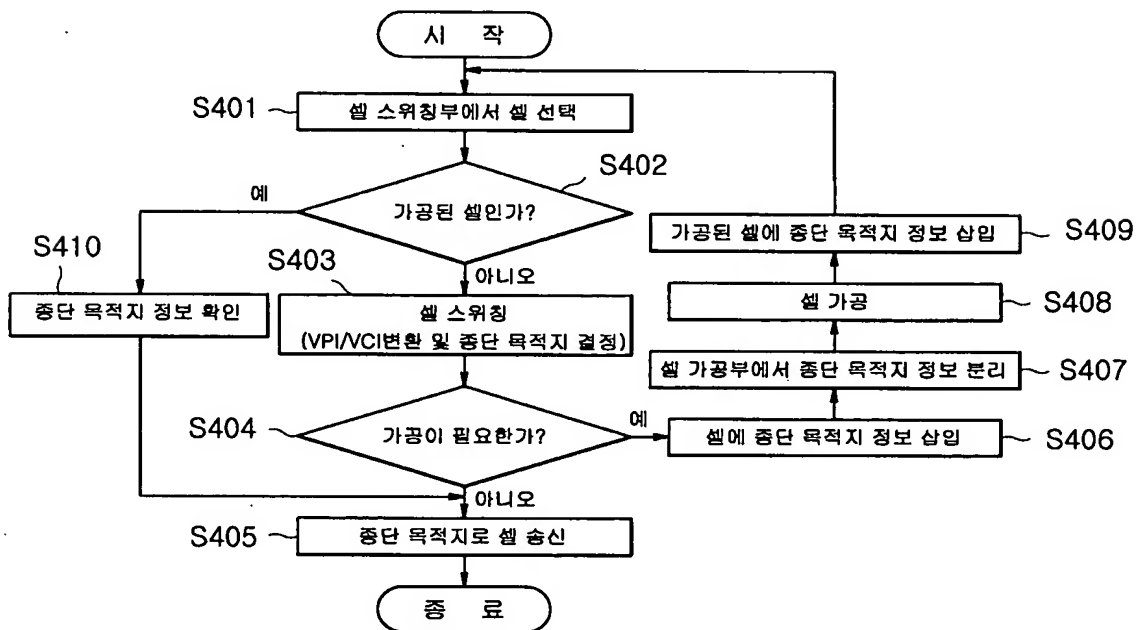 시 작
S401
셀 스위칭부에서 셀 선택
S402
예
가공된 셀인가?
가공된 셀에 종단 목적지 정보 삽입
S409
S410
S403
아니오
종단 목적지 정보 확인
셀 스위칭
(VPI/VCI변환 및 종단 목적지 결정)
셀 가공
S408
셀 가공부에서 종단 목적지 정보 분리
S407
S404
가공이 필요한가?
예
셀에 종단 목적지 정보 삽입
S406
아니오
S405
종단 목적지로 셀 송신
종 료